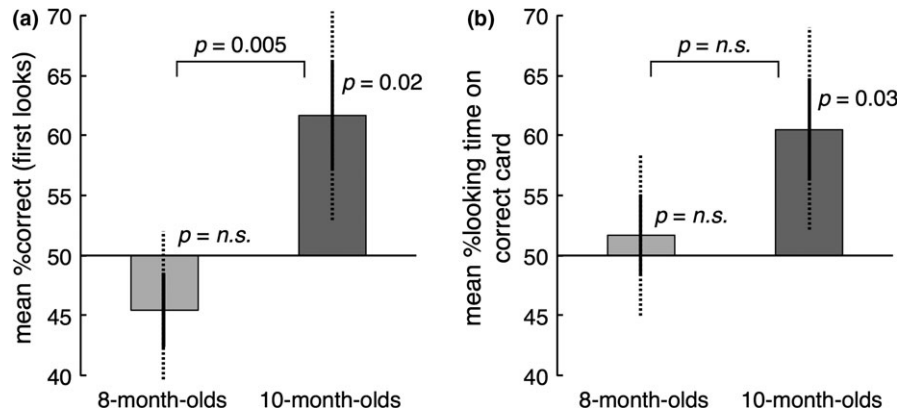 (a)
mean %correct (first looks)
70
65
60
55
50
45
40
p = 0.005
p = 0.02
p = n.s.
8-month-olds
10-month-olds
(b)
mean %looking time on
correct card
70
65
60
55
50
45
40
p = n.s.
p = 0.03
p = n.s.
8-month-olds
10-month-olds